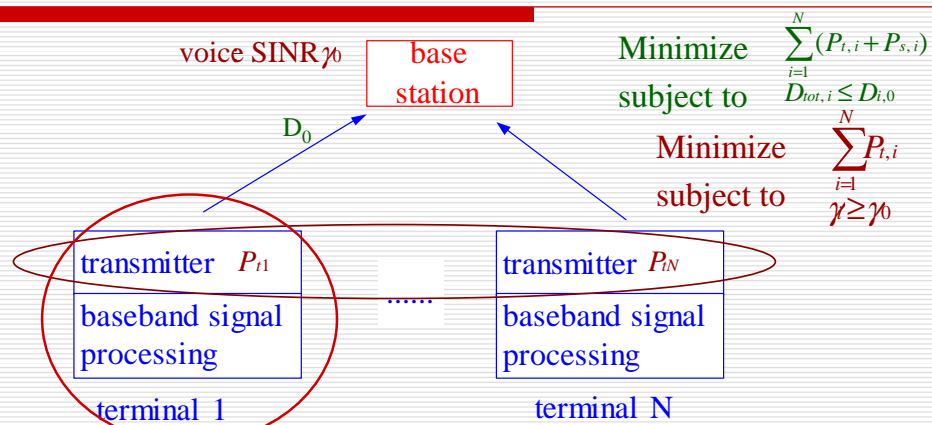 voice SINR γ0
base
station
Minimize
N
∑(Pt,i+Ps,i)
i=1
subject to
Dtot,i ≤ Di,0
D0
Minimize
N
∑Pt,i
i=1
subject to
γi≥γ0
transmitter Pt1
......
transmitter PtN
baseband signal
processing
baseband signal
processing
terminal 1
terminal N